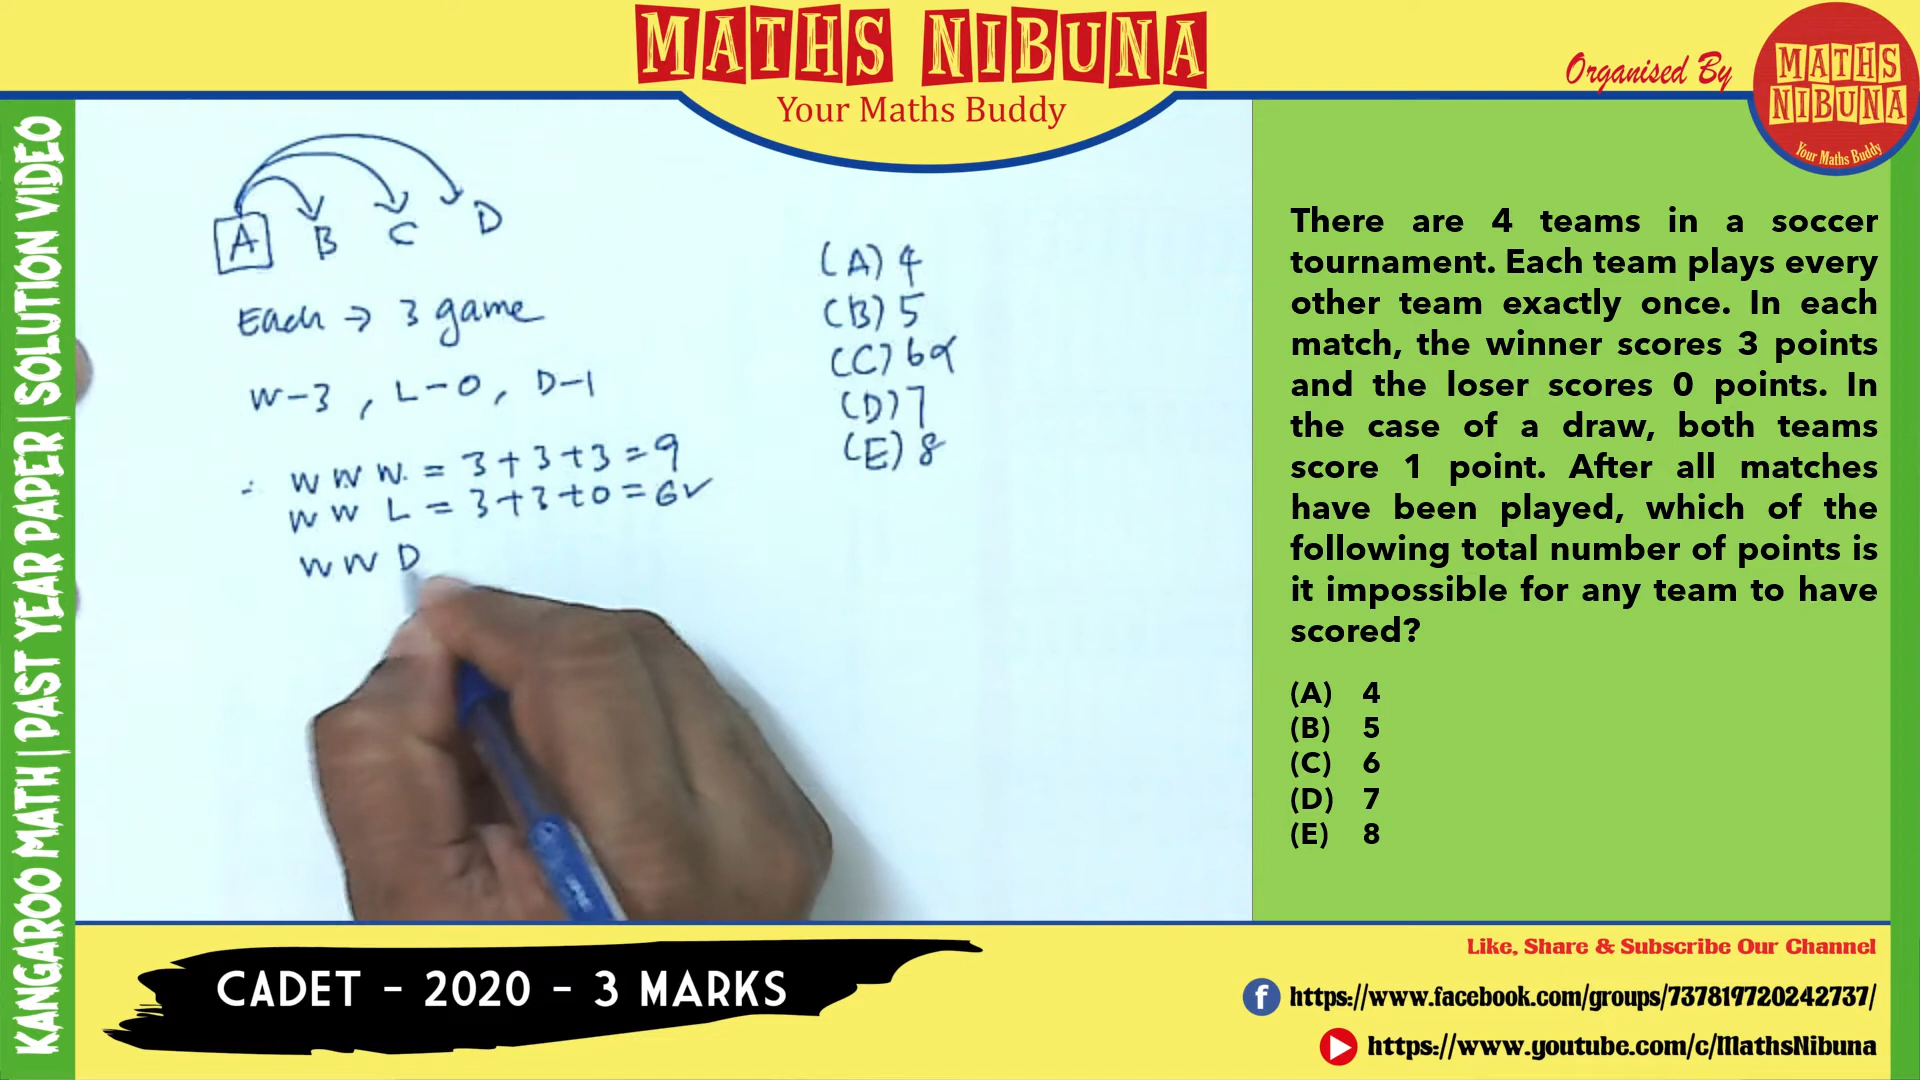 MATHS NIBUNA
Your Maths Buddy
Organised By
MATHS
NIBUNA
Your Maths Buddy
KANGAROO MATH | PAST YEAR PAPER | SOLUTION VIDEO
A B C D
Each → 3 game
W-3, L-0, D-1
∴ W W W. = 3+3+3 = 9
W W L = 3+3+0 = 6✓
W W D
(A) 4
(B) 5
(C) 6
(D) 7
(E) 8
There are 4 teams in a soccer
tournament. Each team plays every
other team exactly once. In each
match, the winner scores 3 points
and the loser scores 0 points. In
the case of a draw, both teams
score 1 point. After all matches
have been played, which of the
following total number of points is
it impossible for any team to have
scored?
(A) 4
(B) 5
(C) 6
(D) 7
(E) 8
CADET - 2020 - 3 MARKS
Like, Share & Subscribe Our Channel
https://www.facebook.com/groups/737819720242737/
https://www.youtube.com/c/MathsNibuna